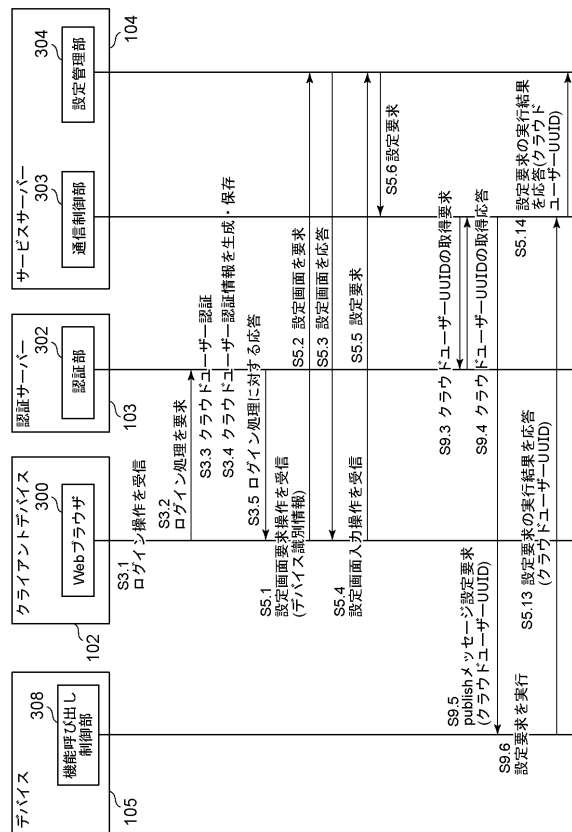 デバイス
308
機能呼び出し
制御部
105
クライアントデバイス
300
Webブラウザ
102
認証サーバー
302
認証部
103
サービスサーバー
303
通信制御部
304
設定管理部
104
S3.1
ログイン操作を受信
S3.2
ログイン処理を要求
S3.3 クラウドユーザー認証
S3.4 クラウドユーザー認証情報を生成・保存
S3.5 ログイン処理に対する応答
S5.1
設定画面要求操作を受信
(デバイス識別情報)
S5.2 設定画面を要求
S5.3 設定画面を応答
S5.4
設定画面入力操作を受信
S5.5 設定要求
S5.6 設定要求
S9.3 クラウドユーザーUUIDの取得要求
S9.4 クラウドユーザーUUIDの取得応答
S9.5
publishメッセージ設定要求
(クラウドユーザーUUID)
S9.6
設定要求を実行
S5.13 設定要求の実行結果を応答
(クラウドユーザーUUID)
S5.14 設定要求の実行結果
を応答(クラウド
ユーザーUUID)